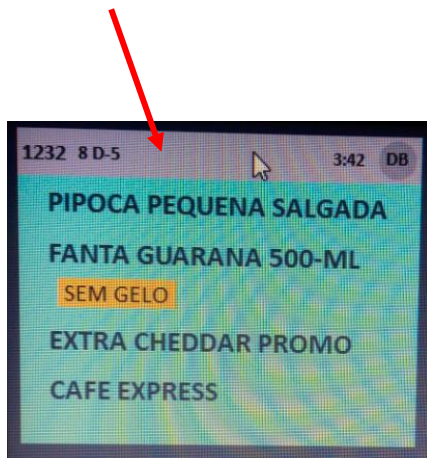 1232 8 D-5 3:42 DB
PIPOCA PEQUENA SALGADA
FANTA GUARANA 500-ML
SEM GELO
EXTRA CHEDDAR PROMO
CAFE EXPRESS